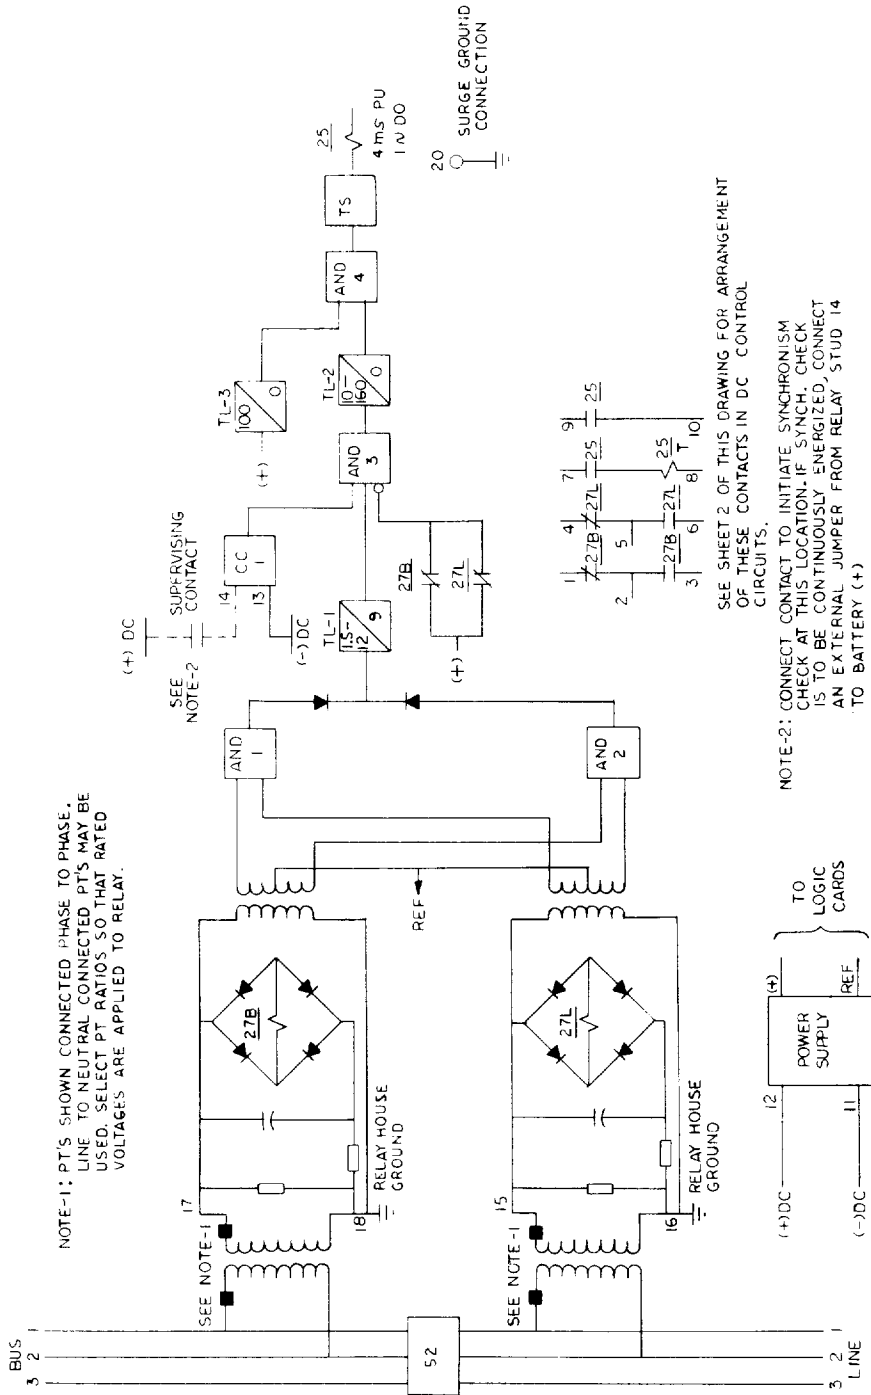 NOTE-1: PT'S SHOWN CONNECTED PHASE TO PHASE.
LINE TO NEUTRAL CONNECTED PT'S MAY BE
USED. SELECT PT RATIOS SO THAT RATED
VOLTAGES ARE APPLIED TO RELAY.
BUS
3 2 1
SEE NOTE-1
17
18
RELAY HOUSE
GROUND
27B
52
SEE NOTE-1
15
16
RELAY HOUSE
GROUND
27L
3 2 1
LINE
REF
AND
1
AND
2
(+) DC
SEE
NOTE-2
SUPERVISING
CONTACT
14
13
CC
1
(-) DC
TL-1
1.5-
12
9
27B
27L
(+)
AND
3
TL-2
10-
160
0
TL-3
100
0
(+)
AND
4
TS
25
4 ms PU
1 ~ DO
20
SURGE GROUND
CONNECTION
1
27B
2
27B
3
4
27L
5
27L
6
7
25
25
T
8
9
25
10
SEE SHEET 2 OF THIS DRAWING FOR ARRANGEMENT
OF THESE CONTACTS IN DC CONTROL
CIRCUITS.
NOTE-2: CONNECT CONTACT TO INITIATE SYNCHRONISM
CHECK AT THIS LOCATION. IF SYNCH. CHECK
IS TO BE CONTINUOUSLY ENERGIZED, CONNECT
AN EXTERNAL JUMPER FROM RELAY STUD 14
TO BATTERY (+)
(+)DC
12
(-)DC
11
POWER
SUPPLY
(+)
REF
TO
LOGIC
CARDS